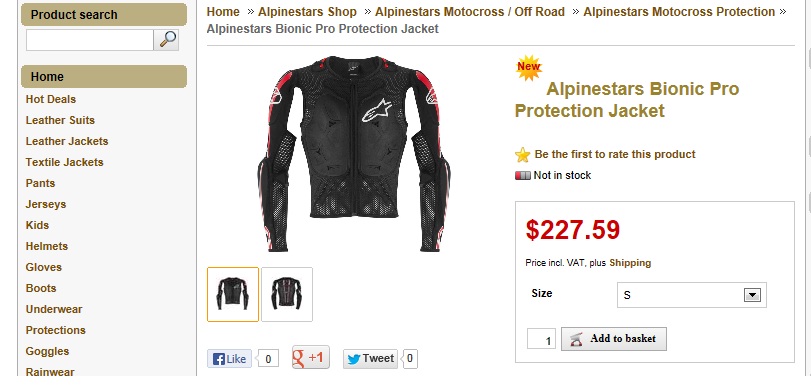 Product search
Home
Hot Deals
Leather Suits
Leather Jackets
Textile Jackets
Pants
Jerseys
Kids
Helmets
Gloves
Boots
Underwear
Protections
Goggles
Rainwear
Home » Alpinestars Shop » Alpinestars Motocross / Off Road » Alpinestars Motocross Protection »
Alpinestars Bionic Pro Protection Jacket
New
Alpinestars Bionic Pro
Protection Jacket
Be the first to rate this product
Not in stock
$227.59
Price incl. VAT, plus Shipping
Size
S
1
Add to basket
Like 0
g +1
Tweet 0